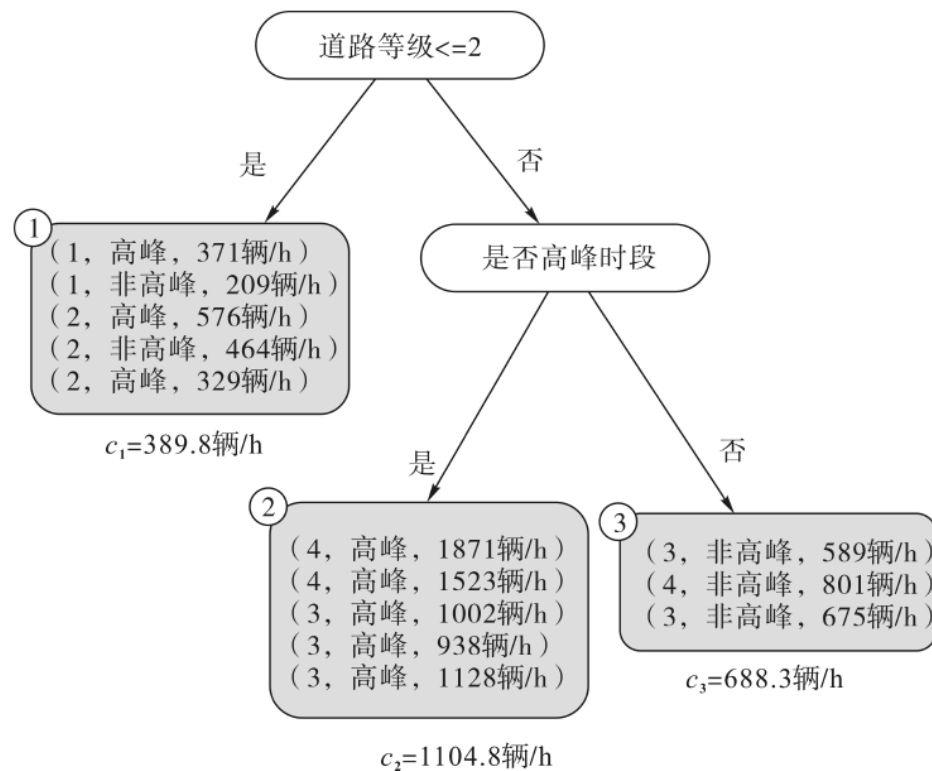 道路等级<=2
是
否
①
（1，高峰，371辆/h）
（1，非高峰，209辆/h）
（2，高峰，576辆/h）
（2，非高峰，464辆/h）
（2，高峰，329辆/h）
c₁=389.8辆/h
是否高峰时段
是
否
②
（4，高峰，1871辆/h）
（4，高峰，1523辆/h）
（3，高峰，1002辆/h）
（3，高峰，938辆/h）
（3，高峰，1128辆/h）
c₂=1104.8辆/h
③
（3，非高峰，589辆/h）
（4，非高峰，801辆/h）
（3，非高峰，675辆/h）
c₃=688.3辆/h